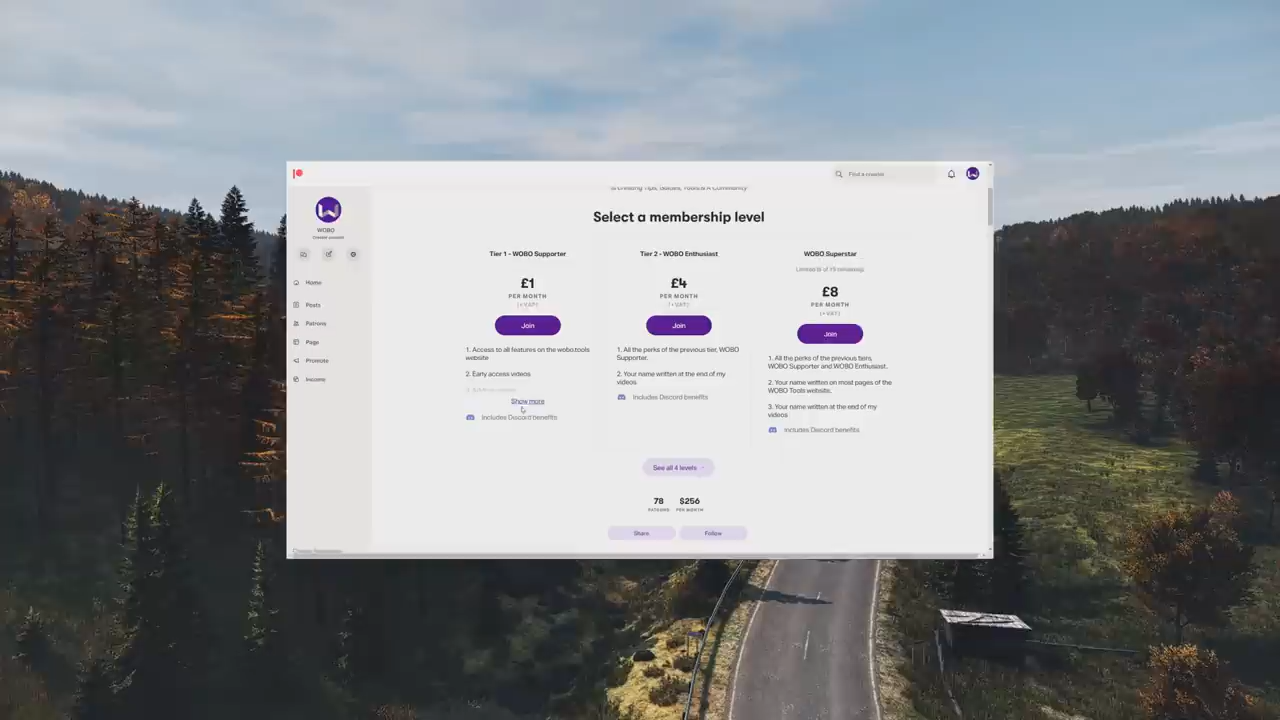 Find a creator
WOBO
Select a membership level
Home
Posts
Patrons
Page
Promote
Income
Tier 1 - WOBO Supporter
£1
PER MONTH
(+ VAT)
Join
1. Access to all features on the wobo.tools
website
2. Early access videos
Show more
Includes Discord benefits
Tier 2 - WOBO Enthusiast
£4
PER MONTH
(+ VAT)
Join
1. All the perks of the previous tier, WOBO
Supporter.
2. Your name written at the end of my
videos
Includes Discord benefits
WOBO Superstar
£8
PER MONTH
(+ VAT)
Join
1. All the perks of the previous tiers,
WOBO Supporter and WOBO Enthusiast.
2. Your name written on most pages of the
WOBO Tools website.
3. Your name written at the end of my
videos
Includes Discord benefits
See all 4 levels
78 $256
PATRONS PER MONTH
Share Follow